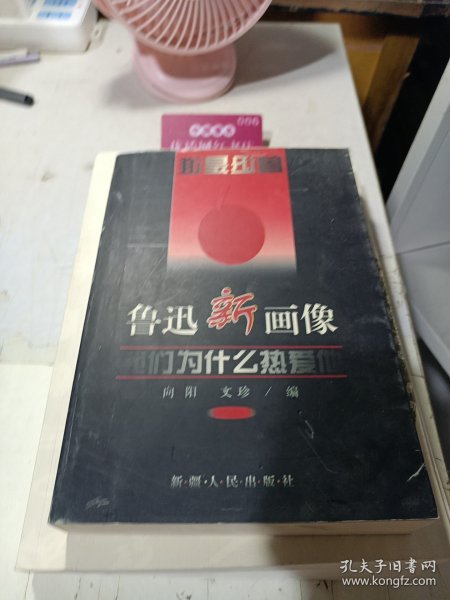 006
鲁迅新画像
我们为什么热爱他
向阳 文珍/编
新·疆·人·民·出·版·社
孔夫子旧书网
www.kongfz.com